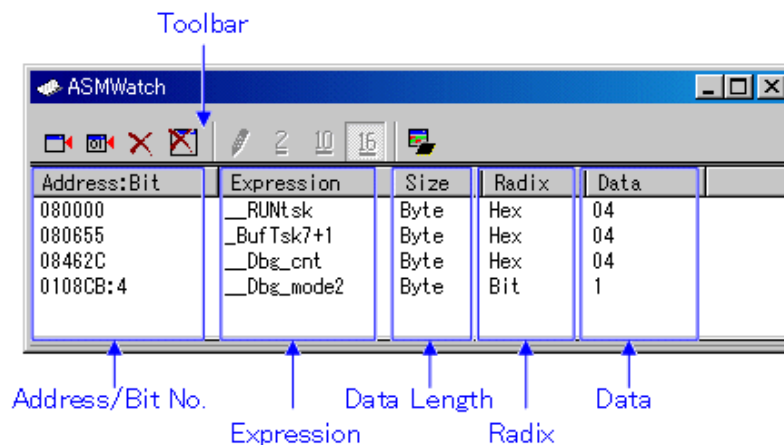 Toolbar
ASMWatch
2 10 16
Address:Bit Expression Size Radix Data
080000 __RUNtsk Byte Hex 04
080655 _BufTsk7+1 Byte Hex 04
08462C __Dbg_cnt Byte Hex 04
0108CB:4 __Dbg_mode2 Byte Bit 1
Address/Bit No. Data Length Data
Expression Radix